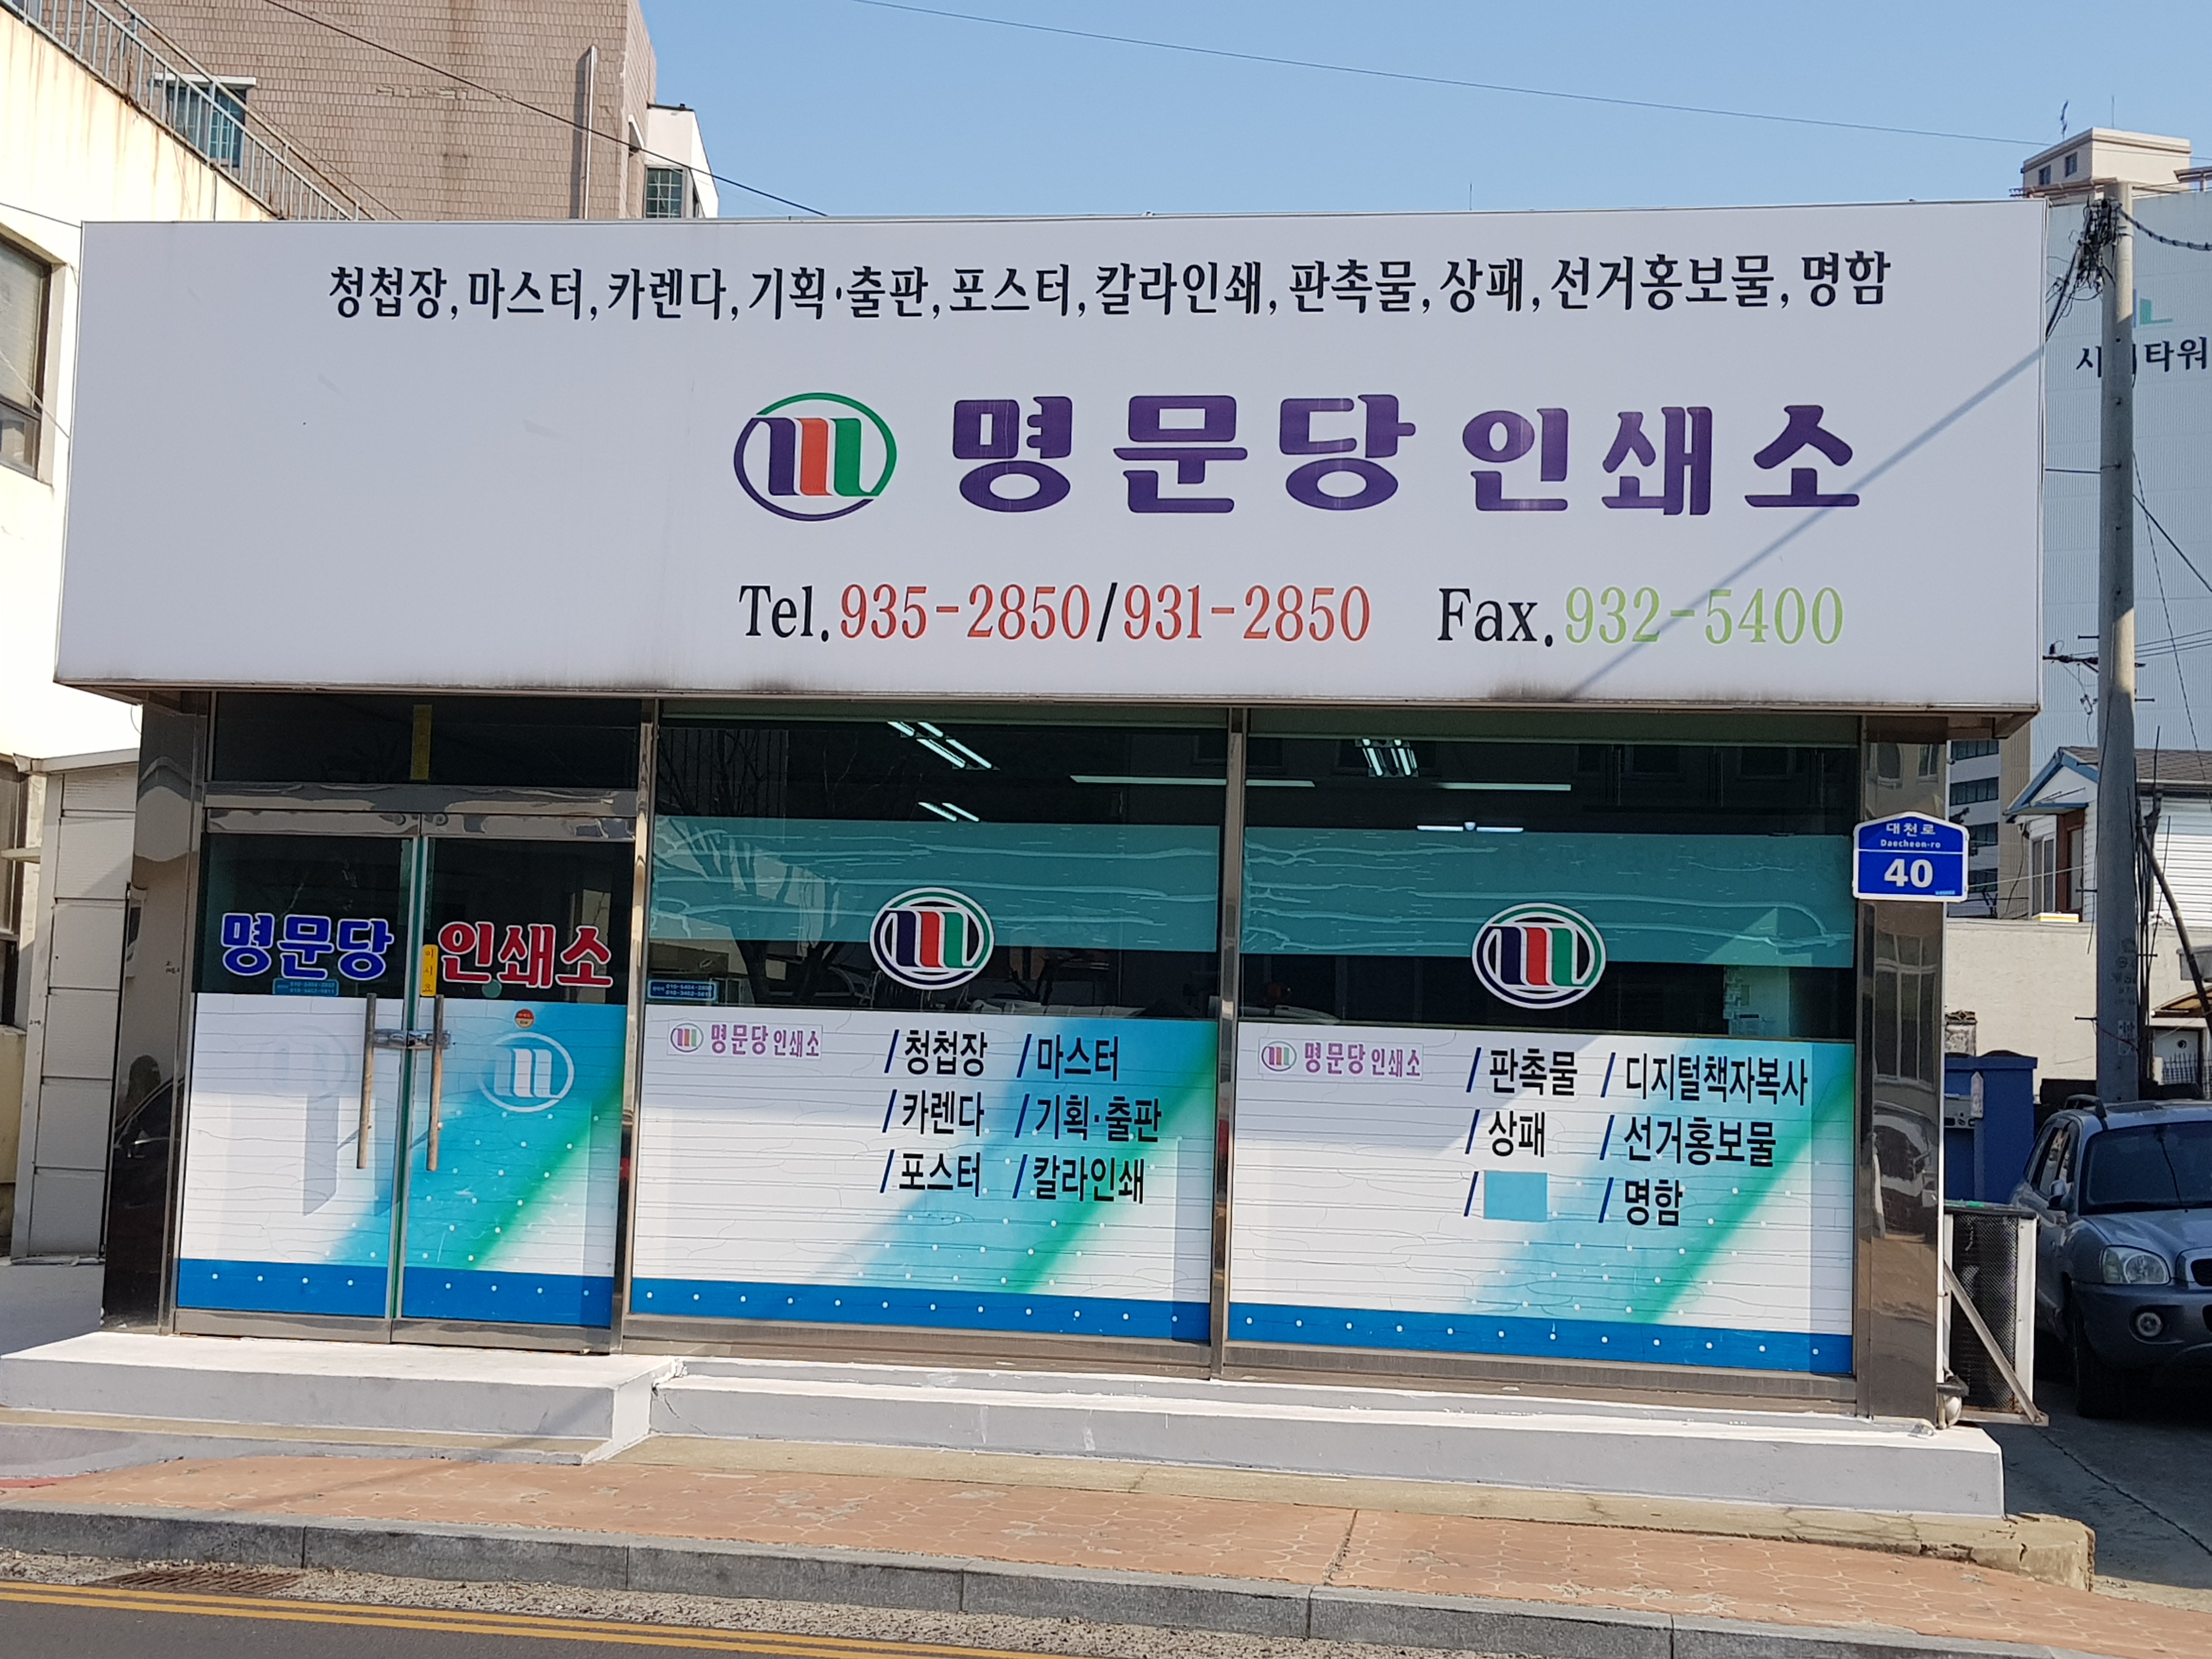 청첩장, 마스터, 카렌다, 기획·출판, 포스터, 칼라인쇄, 판촉물, 상패, 선거홍보물, 명함
명문당 인쇄소
Tel. 935-2850/931-2850 Fax. 932-5400
타워
대천로
Daecheon-ro
40
명문당 인쇄소
명문당 인쇄소
/청첩장 /마스터
/카렌다 /기획·출판
/포스터 /칼라인쇄
명문당 인쇄소
/판촉물 /디지털책자복사
/상패 /선거홍보물
/ /명함